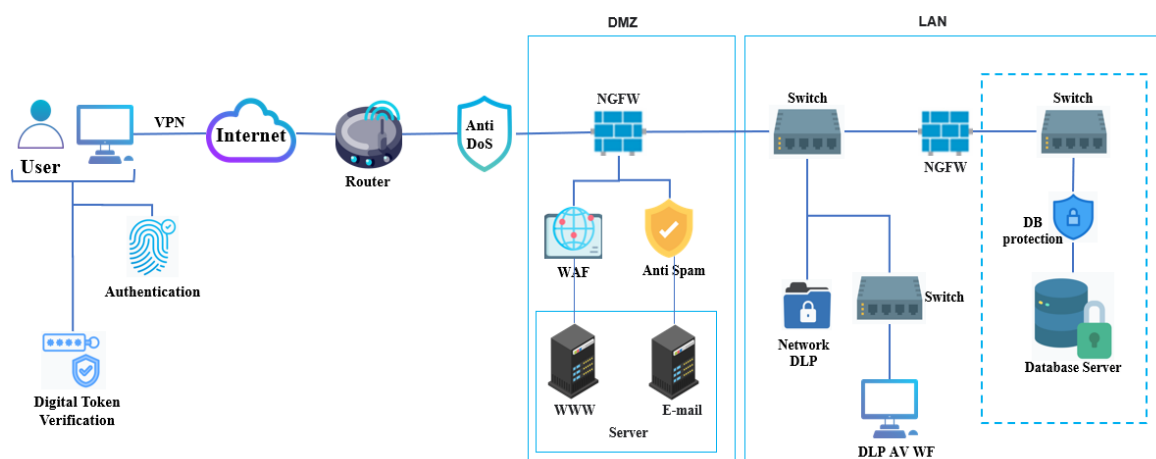 DMZ
LAN
VPN
Internet
User
Router
Anti
DoS
NGFW
Switch
NGFW
Switch
Authentication
WAF
Anti Spam
DB
protection
Switch
Network
DLP
Digital Token
Verification
WWW
E-mail
Server
Database Server
DLP AV WF